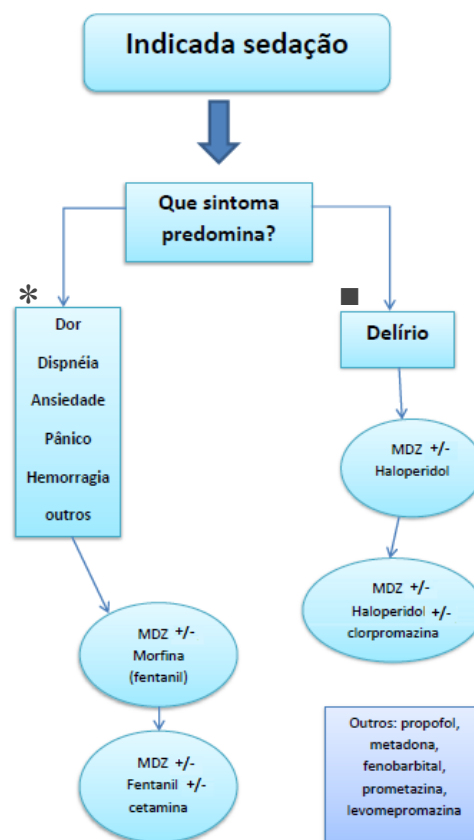 Indicada sedação
Que sintoma
predomina?
*
Dor
Dispnéia
Ansiedade
Pânico
Hemorragia
outros
MDZ +/-
Morfina
(fentanil)
MDZ +/-
Fentanil +/-
cetamina
■
Delírio
MDZ +/-
Haloperidol
MDZ +/-
Haloperidol +/-
clorpromazina
Outros: propofol,
metadona,
fenobarbital,
prometazina,
levomepromazina